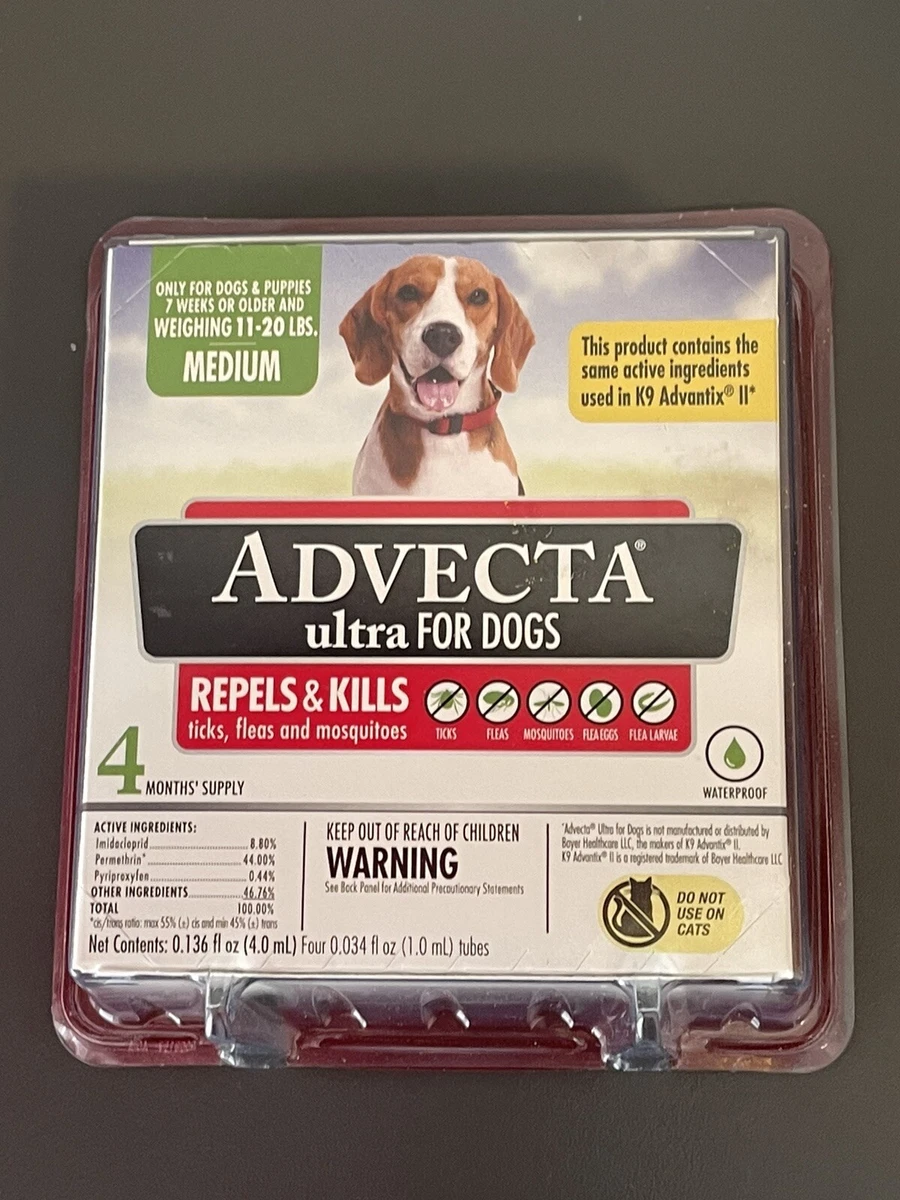 ONLY FOR DOGS & PUPPIES
7 WEEKS OR OLDER AND
WEIGHING 11-20 LBS.
MEDIUM
This product contains the
same active ingredients
used in K9 Advantix® II*
ADVECTA®
ultra FOR DOGS
REPELS & KILLS
ticks, fleas and mosquitoes
TICKS
FLEAS
MOSQUITOES
FLEA EGGS
FLEA LARVAE
4 MONTHS' SUPPLY
WATERPROOF
ACTIVE INGREDIENTS:
Imidacloprid 8.80%
Permethrin* 44.00%
Pyriproxyfen 0.44%
OTHER INGREDIENTS 46.76%
TOTAL 100.00%
*cis/trans ratio: max 55% (±) cis and min 45% (±) trans
Net Contents: 0.136 fl oz (4.0 mL) Four 0.034 fl oz (1.0 mL) tubes
KEEP OUT OF REACH OF CHILDREN
WARNING
See Back Panel for Additional Precautionary Statements
*Advecta® Ultra for Dogs is not manufactured or distributed by
Bayer Healthcare LLC, the makers of K9 Advantix® II.
K9 Advantix® II is a registered trademark of Bayer Healthcare LLC
DO NOT
USE ON
CATS